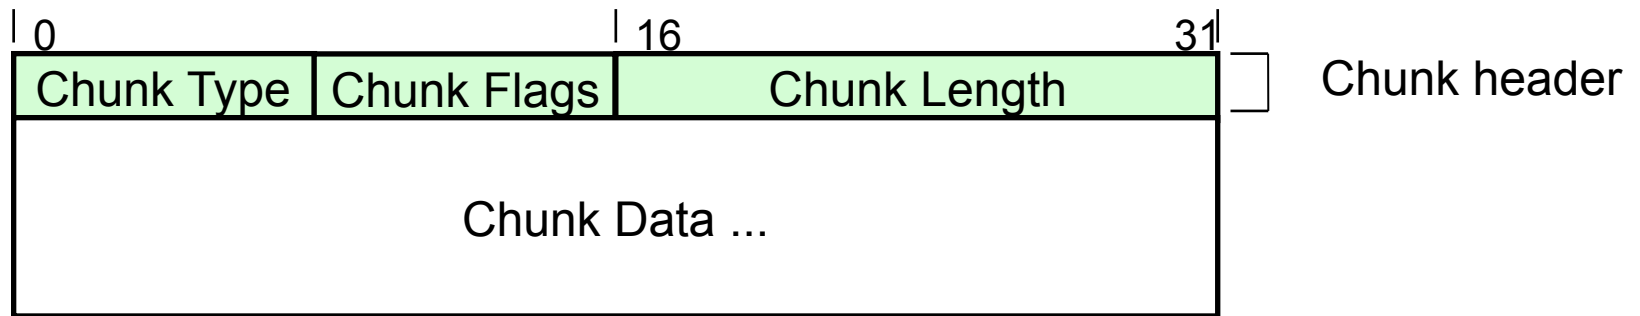 0 16 31
Chunk Type Chunk Flags Chunk Length Chunk header
Chunk Data ...